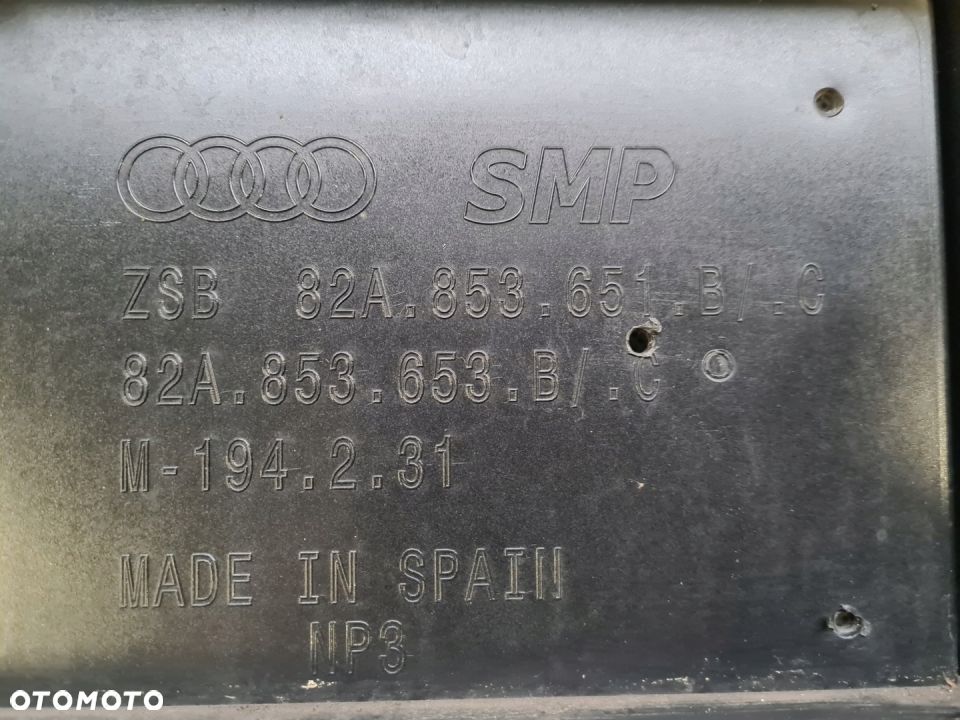 SMP
ZSB 82A.853.651.B/.C
82A.853.653.B/.C
M-194.2.31
MADE IN SPAIN
NP3
OTOMOTO